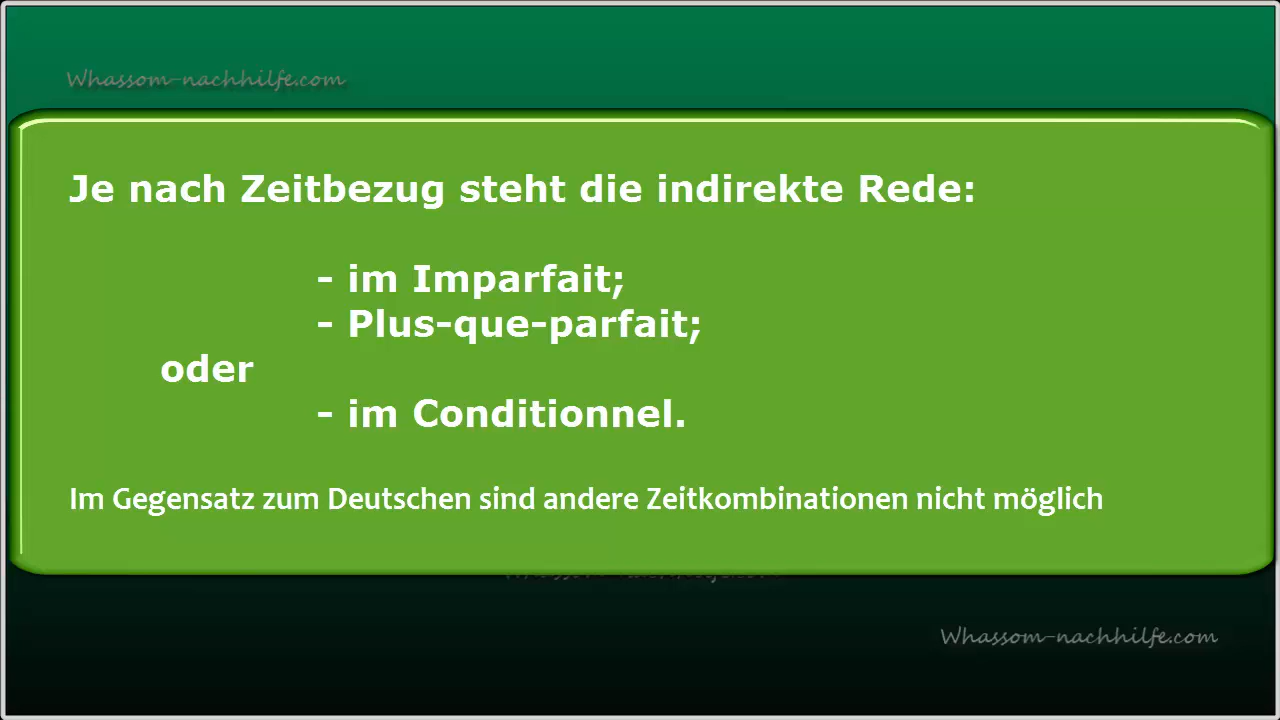 Whassom-nachhilfe.com
Je nach Zeitbezug steht die indirekte Rede:
- im Imparfait;
- Plus-que-parfait;
oder
- im Conditionnel.
Im Gegensatz zum Deutschen sind andere Zeitkombinationen nicht möglich
Whassom-nachhilfe.com